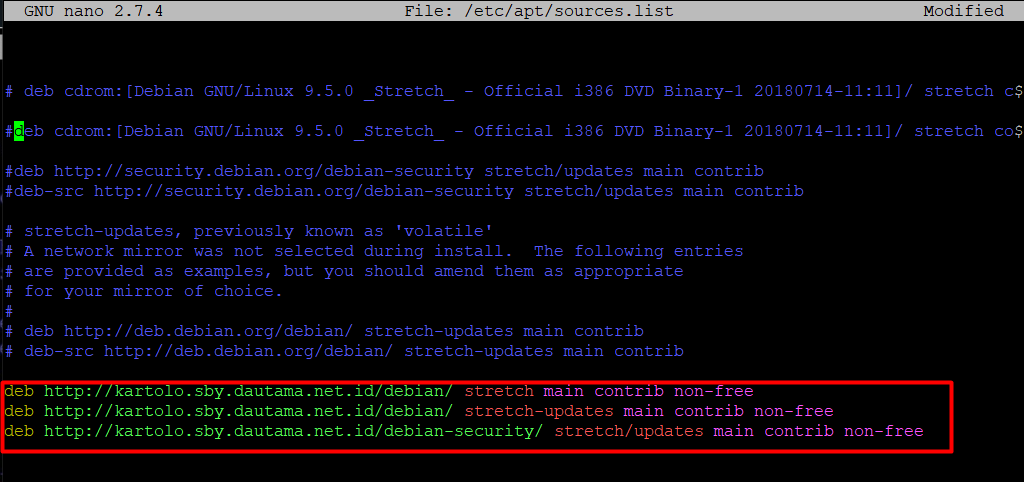 GNU nano 2.7.4 File: /etc/apt/sources.list Modified
# deb cdrom:[Debian GNU/Linux 9.5.0 _Stretch_ - Official i386 DVD Binary-1 20180714-11:11]/ stretch c$
#deb cdrom:[Debian GNU/Linux 9.5.0 _Stretch_ - Official i386 DVD Binary-1 20180714-11:11]/ stretch co$
#deb http://security.debian.org/debian-security stretch/updates main contrib
#deb-src http://security.debian.org/debian-security stretch/updates main contrib
# stretch-updates, previously known as 'volatile'
# A network mirror was not selected during install.  The following entries
# are provided as examples, but you should amend them as appropriate
# for your mirror of choice.
#
# deb http://deb.debian.org/debian/ stretch-updates main contrib
# deb-src http://deb.debian.org/debian/ stretch-updates main contrib
deb http://kartolo.sby.dautama.net.id/debian/ stretch main contrib non-free
deb http://kartolo.sby.dautama.net.id/debian/ stretch-updates main contrib non-free
deb http://kartolo.sby.dautama.net.id/debian-security/ stretch/updates main contrib non-free